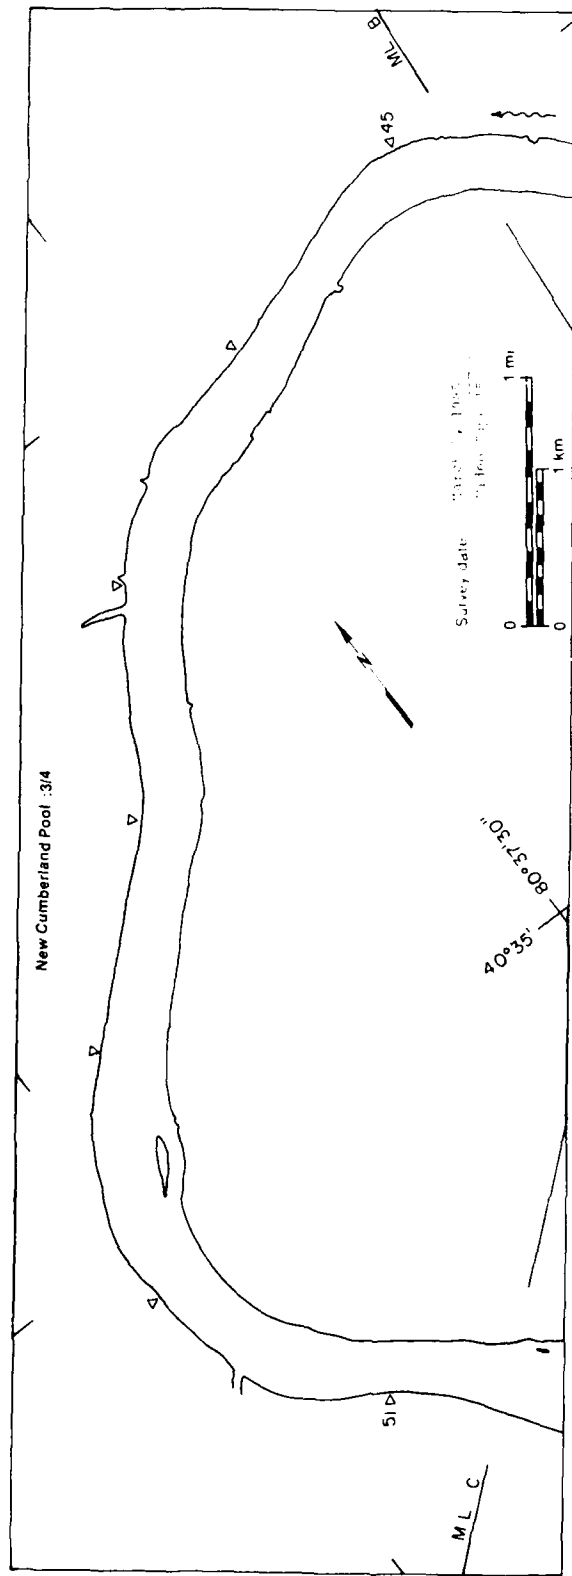 New Cumberland Pool :3/4
ML B
45
51
ML C
N
40°35'
80°37'30"
Survey date
0 1 mi
0 1 km